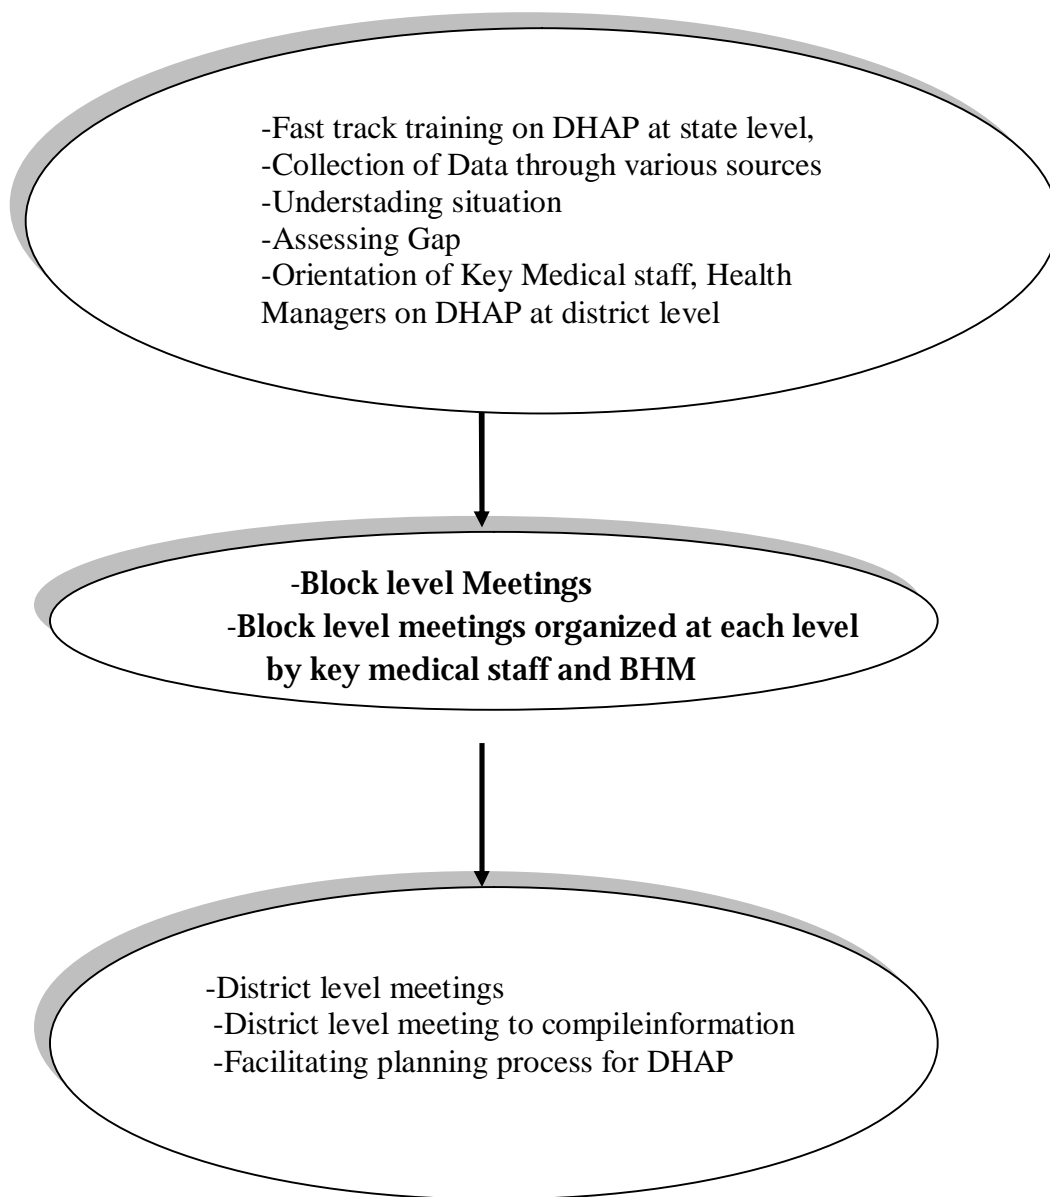 -Fast track training on DHAP at state level,
-Collection of Data through various sources
-Understading situation
-Assessing Gap
-Orientation of Key Medical staff, Health
Managers on DHAP at district level
-Block level Meetings
-Block level meetings organized at each level
by key medical staff and BHM
-District level meetings
-District level meeting to compileinformation
-Facilitating planning process for DHAP